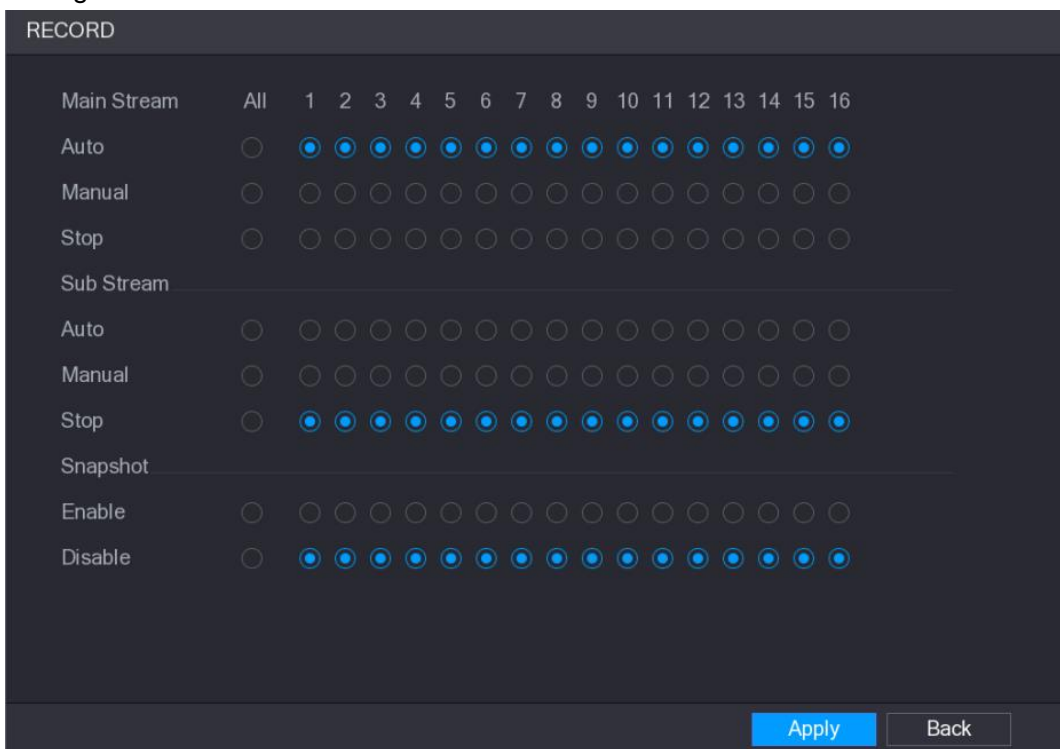 RECORD
Main Stream All 1 2 3 4 5 6 7 8 9 10 11 12 13 14 15 16
Auto
Manual
Stop
Sub Stream
Auto
Manual
Stop
Snapshot
Enable
Disable
Apply Back